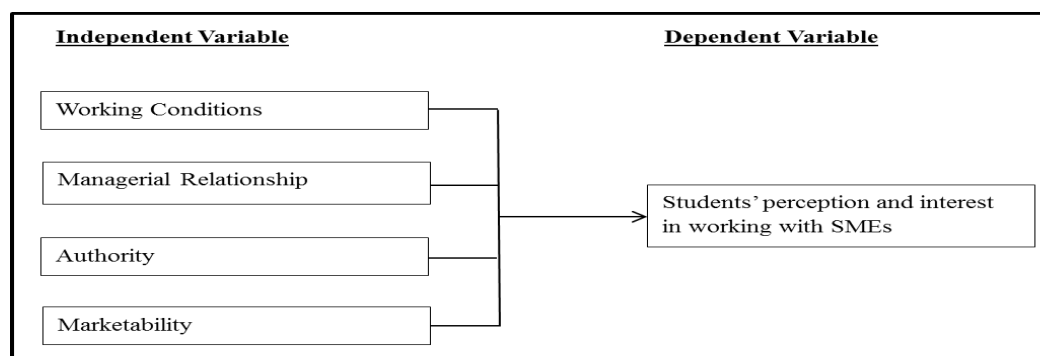 Independent Variable
Dependent Variable
Working Conditions
Managerial Relationship
Authority
Marketability
Students’ perception and interest
in working with SMEs